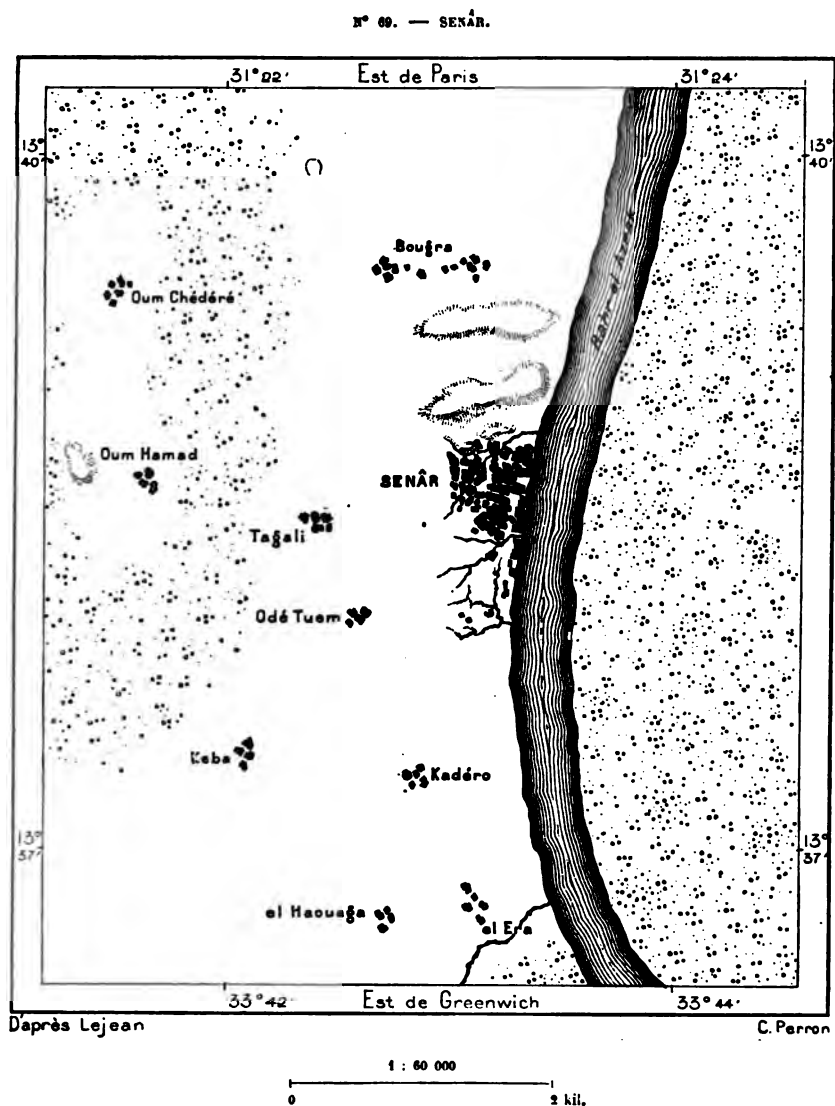 N° 69. — SENÂR.
31°22' Est de Paris 31°24'
13° 40' 13° 40'
Bougra
Oum Chédéré
Bahr el Azrak
Oum Hamad
SENÂR
Tagali
Odé Tuem
Keba
Kadéro
13° 37' 13° 37'
el Haouaga
el Era
33°42' Est de Greenwich 33°44'
D'après Lejean C. Perron
1 : 60 000
0 2 kil.